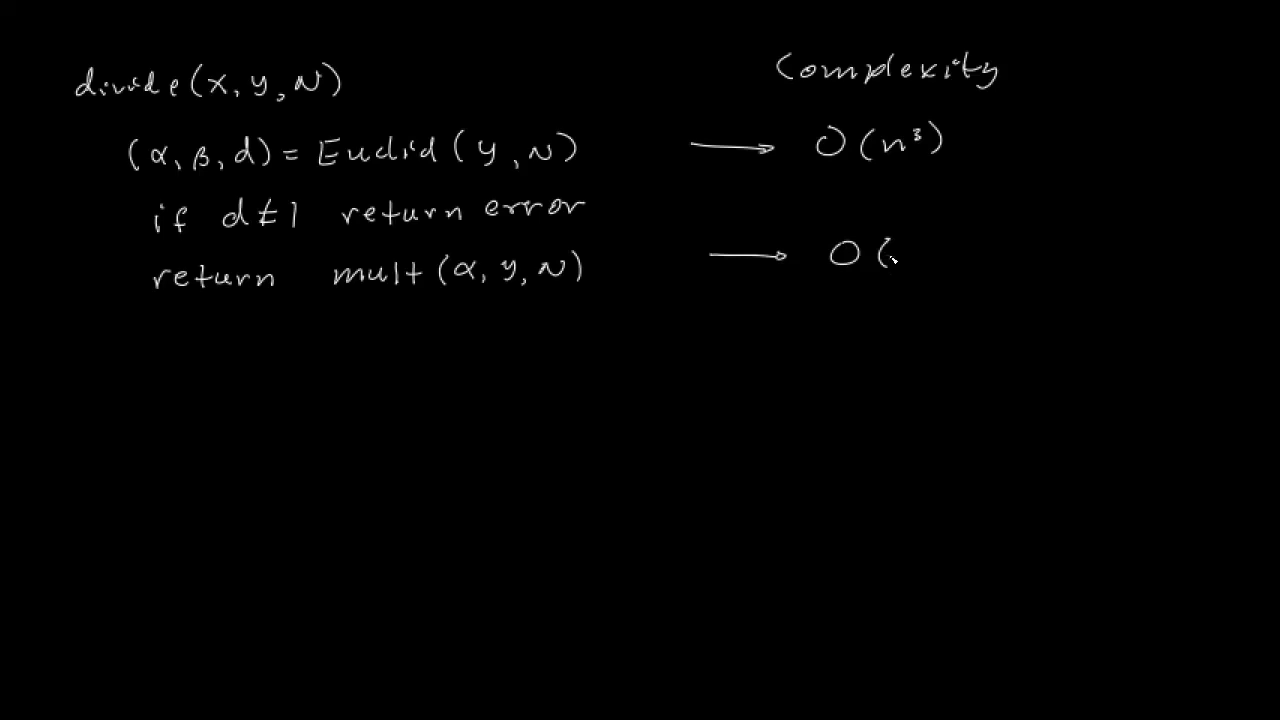 divide(x, y, N)
Complexity
(α, β, d) = Euclid(y, N) → O(n³)
if d≠1 return error
return mult(α, y, N) → O(